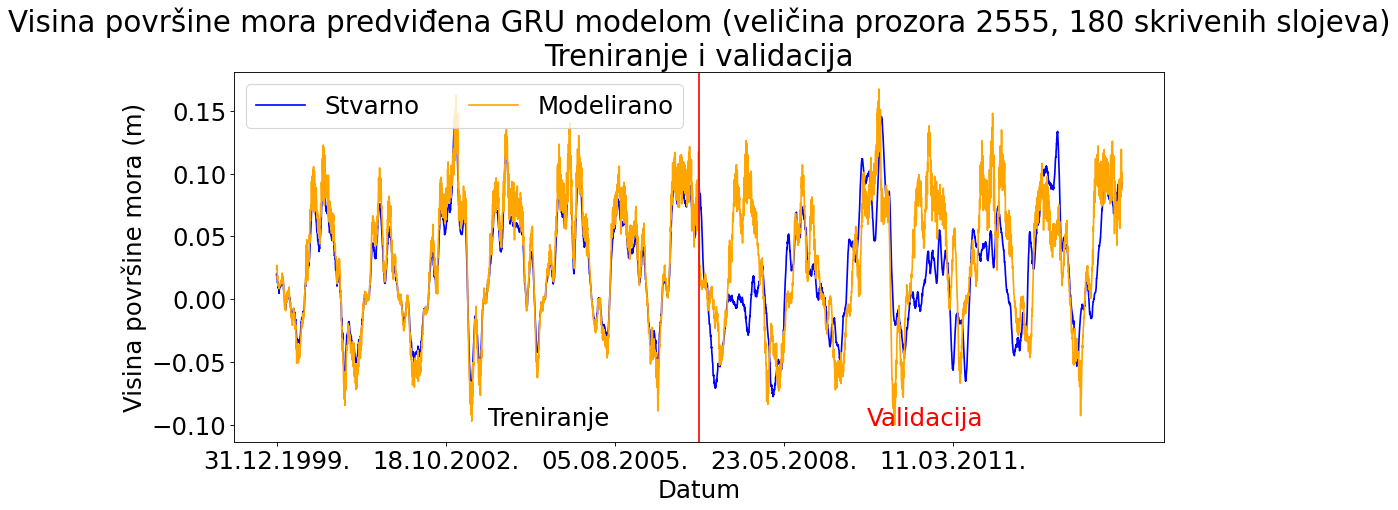 Visina površine mora predviđena GRU modelom (veličina prozora 2555, 180 skrivenih slojeva)
Treniranje i validacija
Stvarno
Modelirano
Visina površine mora (m)
0.15
0.10
0.05
0.00
−0.05
−0.10
Treniranje
Validacija
31.12.1999.
18.10.2002.
05.08.2005.
23.05.2008.
11.03.2011.
Datum